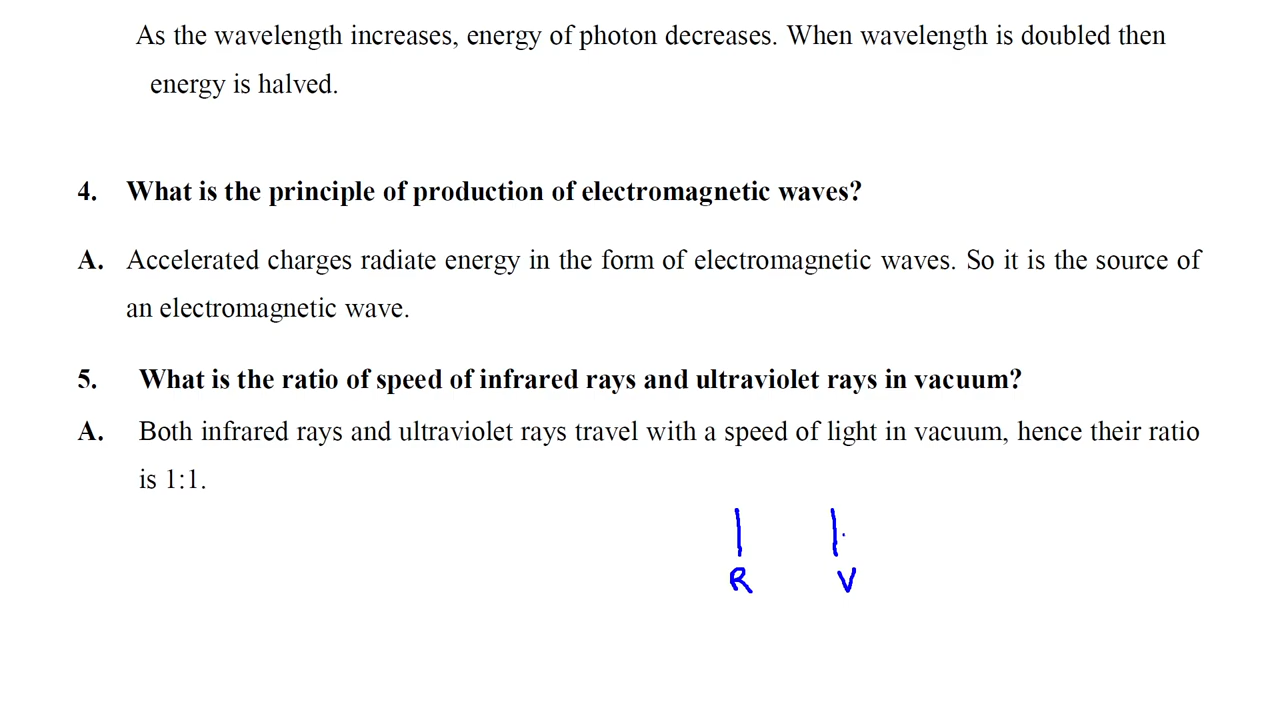 As the wavelength increases, energy of photon decreases. When wavelength is doubled then
energy is halved.
4. What is the principle of production of electromagnetic waves?
A. Accelerated charges radiate energy in the form of electromagnetic waves. So it is the source of
an electromagnetic wave.
5. What is the ratio of speed of infrared rays and ultraviolet rays in vacuum?
A. Both infrared rays and ultraviolet rays travel with a speed of light in vacuum, hence their ratio
is 1:1.
R V